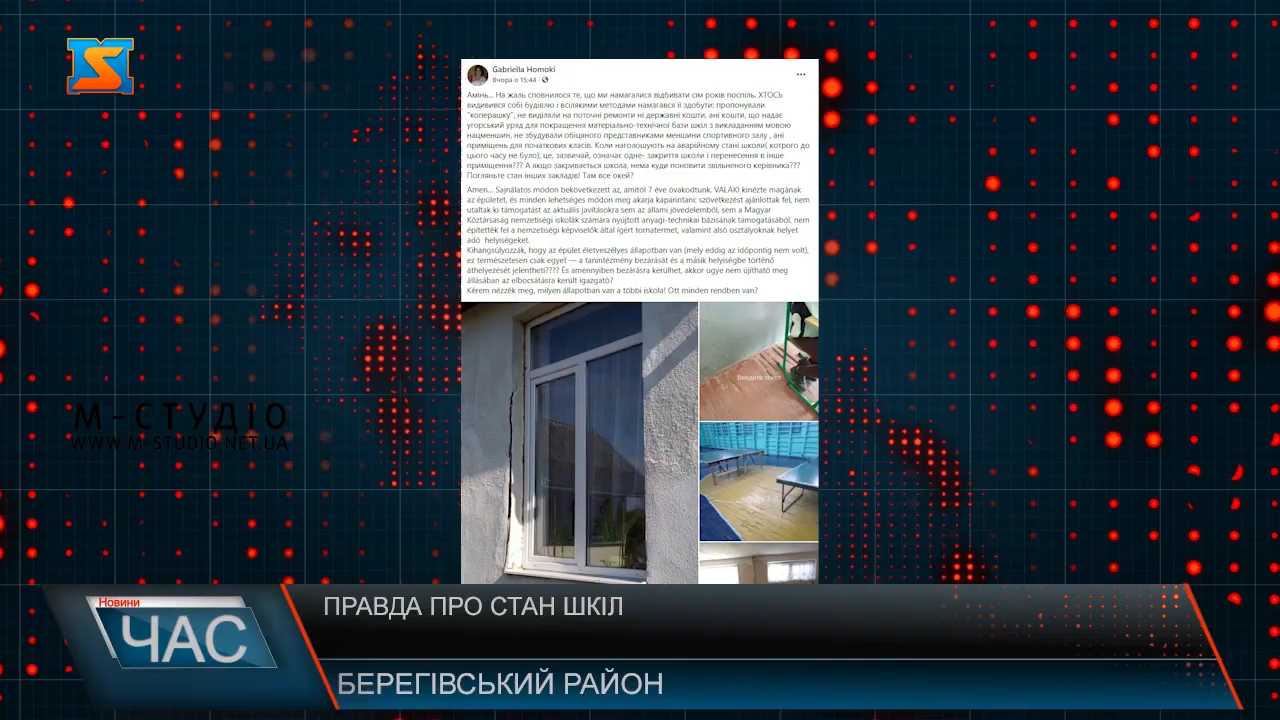 Gabriella Homoki
Вчора о 15:44
Амінь... На жаль сповнилося те, що ми намагалися відбивати сім років поспіль. ХТОСЬ
видивився собі будівлю і всілякими методами намагався її здобути: пропонували
"коперашку", не виділяли на поточні ремонти ні державні кошти, ані кошти, що надає
угорський уряд для покращення матеріально-технічної бази шкіл з викладанням мовою
нацменшин, не збудували обіцяного представниками меншини спортивного залу , ані
приміщень для початкових класів. Коли наголошують на аварійному стані школи( котрого до
цього часу не було), це, зазвичай, означає одне- закриття школи і перенесення в інше
приміщення??? А якщо закривається школа, нема куди поновити звільненого керівника???
Погляньте стан інших закладів! Там все окей?
Amen... Sajnálatos módon bekövetkezett az, amitől 7 éve óvakodtunk. VALAKI kinézte magának
az épületet, és minden lehetséges módon meg akarja kaparintani: szövetkezést ajánlottak fel, nem
utaltak ki támogatást az aktuális javításokra sem az állami jövedelemből, sem a Magyar
Köztársaság nemzetiségi iskolák számára nyújtott anyagi-technikai bázisának támogatásából, nem
építették fel a nemzetiségi képviselők által ígért tornatermet, valamint alsó osztályoknak helyet
adó helyiségeket.
Kihangsúlyozzák, hogy az épület életveszélyes állapotban van (mely eddig az időpontig nem volt),
ez természetesen csak egyet — a tanintézmény bezárását és a másik helyiségbe történő
áthelyezését jelentheti???? És amennyiben bezárásra kerülhet, akkor ugye nem újítható meg
állásában az elbocsátásra került igazgató?
Kérem nézzék meg, milyen állapotban van a többi iskola! Ott minden rendben van?
Введите текст
М-СТУДІО
WWW.M-STUDIO.NET.UA
Новини
ЧАС
ПРАВДА ПРО СТАН ШКІЛ
БЕРЕГІВСЬКИЙ РАЙОН